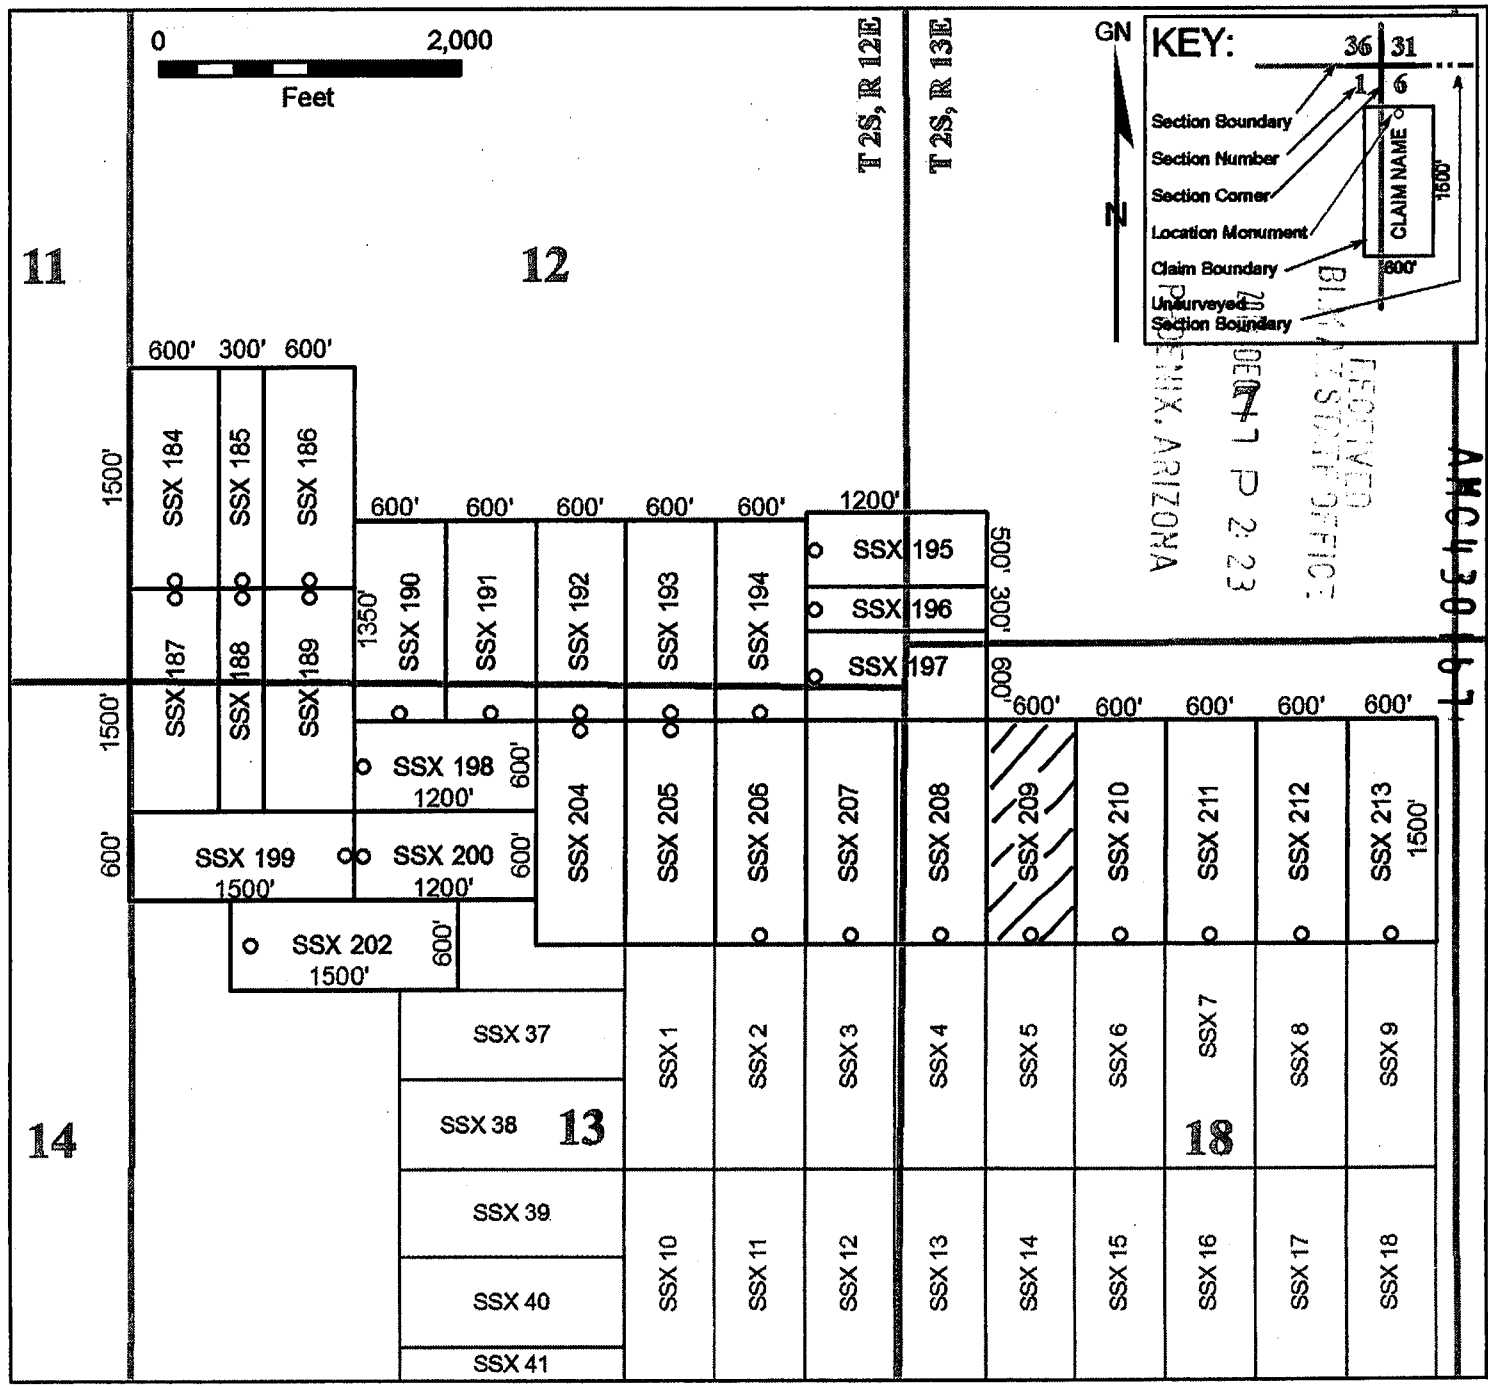 0 2,000
Feet
T 2S, R 12E
T 2S, R 13E
GN
N
KEY:
36 31
1 6
Section Boundary
Section Number
Section Corner
Location Monument
Claim Boundary
Unsurveyed
Section Boundary
CLAIM NAME
1500'
600'
RECEIVED
STATE OFFICE
P 2:23
PHOENIX, ARIZONA
11
12
7
600' 300' 600'
1500'
SSX 184
SSX 185
SSX 186
600' 600' 600' 600' 600' 1200'
1350'
SSX 190
SSX 191
SSX 192
SSX 193
SSX 194
SSX 195
500'
SSX 196
300'
SSX 197
600'
SSX 187
SSX 188
SSX 189
1500'
600' 600' 600' 600' 600'
SSX 198
1200'
600'
SSX 204
SSX 205
SSX 206
SSX 207
SSX 208
SSX 209
SSX 210
SSX 211
SSX 212
SSX 213
1500'
600'
SSX 199
1500'
SSX 200
1200'
600'
SSX 202
1500'
600'
SSX 37
SSX 1
SSX 2
SSX 3
SSX 4
SSX 5
SSX 6
SSX 7
SSX 8
SSX 9
14
SSX 38
13
18
SSX 39
SSX 10
SSX 11
SSX 12
SSX 13
SSX 14
SSX 15
SSX 16
SSX 17
SSX 18
SSX 40
SSX 41